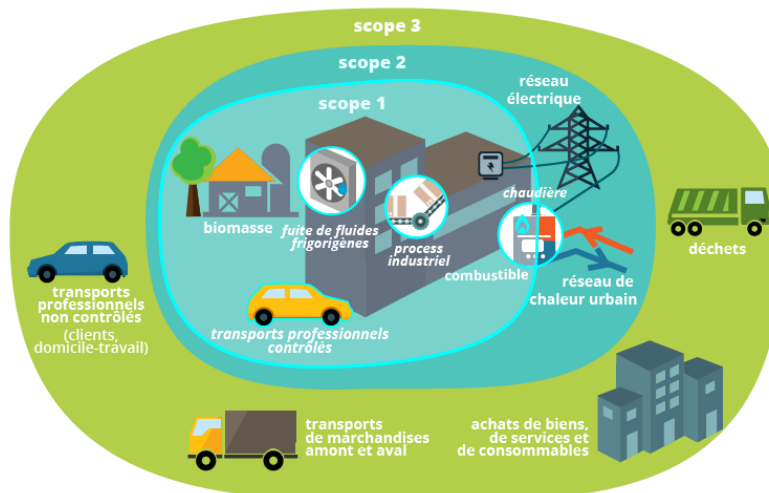 scope 3
scope 2
scope 1
réseau
électrique
chaudière
biomasse
fuite de fluides
frigorigènes
process
industriel
combustible
réseau de
chaleur urbain
déchets
transports
professionnels
non contrôlés
(clients,
domicile-travail)
transports professionnels
contrôlés
transports
de marchandises
amont et aval
achats de biens,
de services et
de consommables